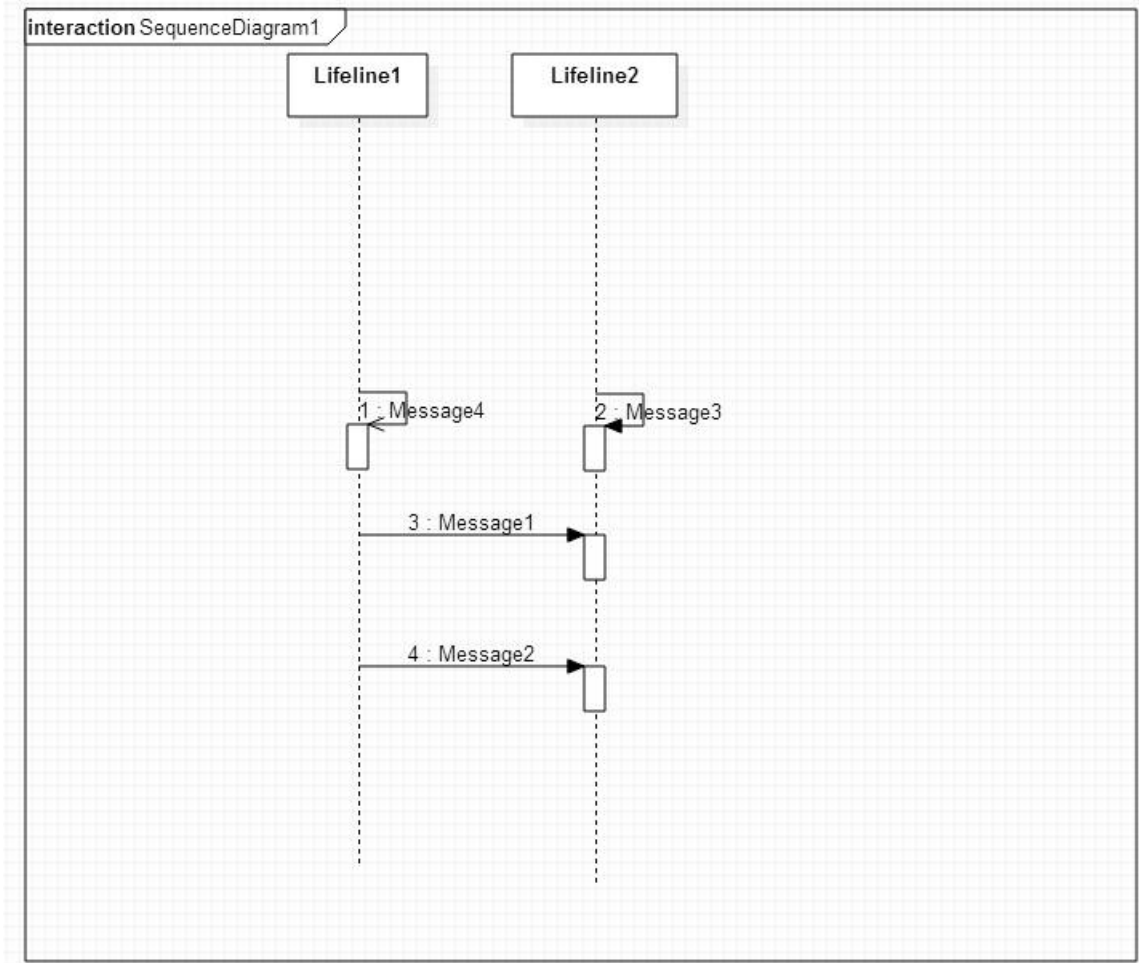 interaction SequenceDiagram1
Lifeline1
Lifeline2
1 : Message4
2 : Message3
3 : Message1
4 : Message2